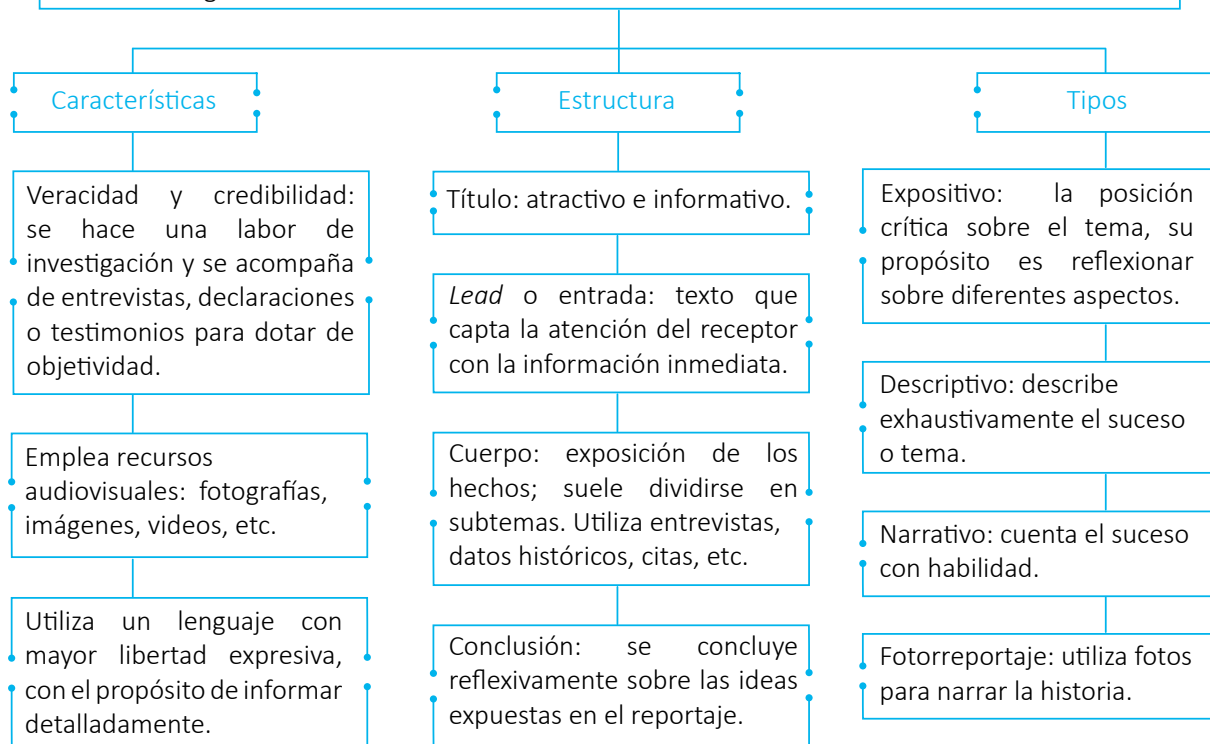 Características
Veracidad y credibilidad:
se hace una labor de
investigación y se acompaña
de entrevistas, declaraciones
o testimonios para dotar de
objetividad.
Emplea recursos
audiovisuales: fotografías,
imágenes, videos, etc.
Utiliza un lenguaje con
mayor libertad expresiva,
con el propósito de informar
detalladamente.
Estructura
Título: atractivo e informativo.
Lead o entrada: texto que
capta la atención del receptor
con la información inmediata.
Cuerpo: exposición de los
hechos; suele dividirse en
subtemas. Utiliza entrevistas,
datos históricos, citas, etc.
Conclusión: se concluye
reflexivamente sobre las ideas
expuestas en el reportaje.
Tipos
Expositivo: la posición
crítica sobre el tema, su
propósito es reflexionar
sobre diferentes aspectos.
Descriptivo: describe
exhaustivamente el suceso
o tema.
Narrativo: cuenta el suceso
con habilidad.
Fotorreportaje: utiliza fotos
para narrar la historia.